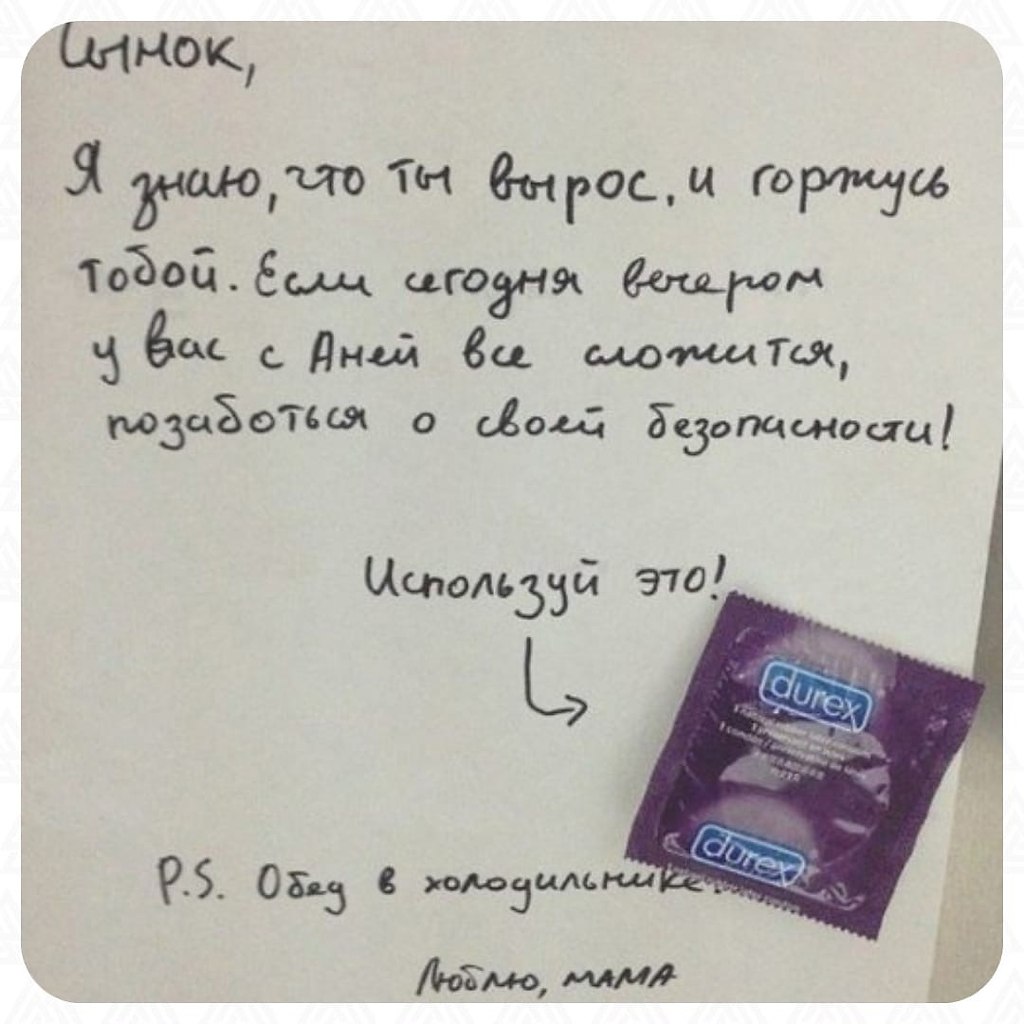 Сынок,
Я знаю, что ты вырос, и горжусь
тобой. Если сегодня вечером
у вас с Аней все сложится,
позаботься о своей безопасности!
Используй это!
durex
durex
P.S. Обед в холодильнике.
Люблю, мама